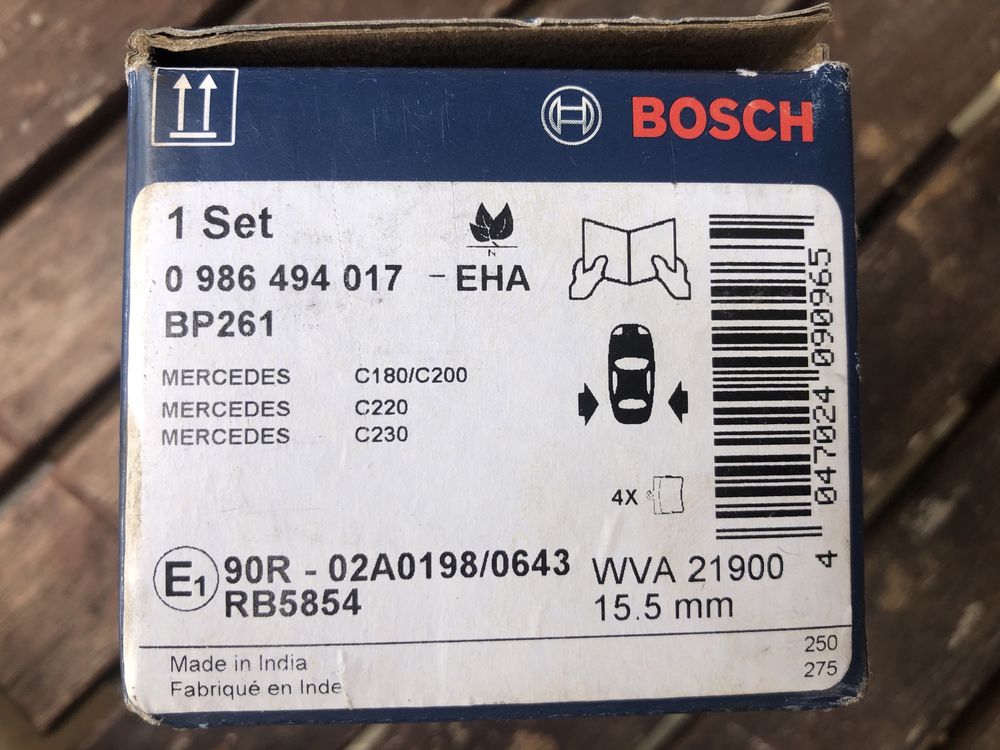 BOSCH
1 Set
N
0 986 494 017 - EHA
BP261
MERCEDES C180/C200
MERCEDES C220
MERCEDES C230
4X
4 047024 090965
E1 90R - 02A0198/0643
RB5854
WVA 21900
15.5 mm
Made in India
Fabriqué en Inde
250
275